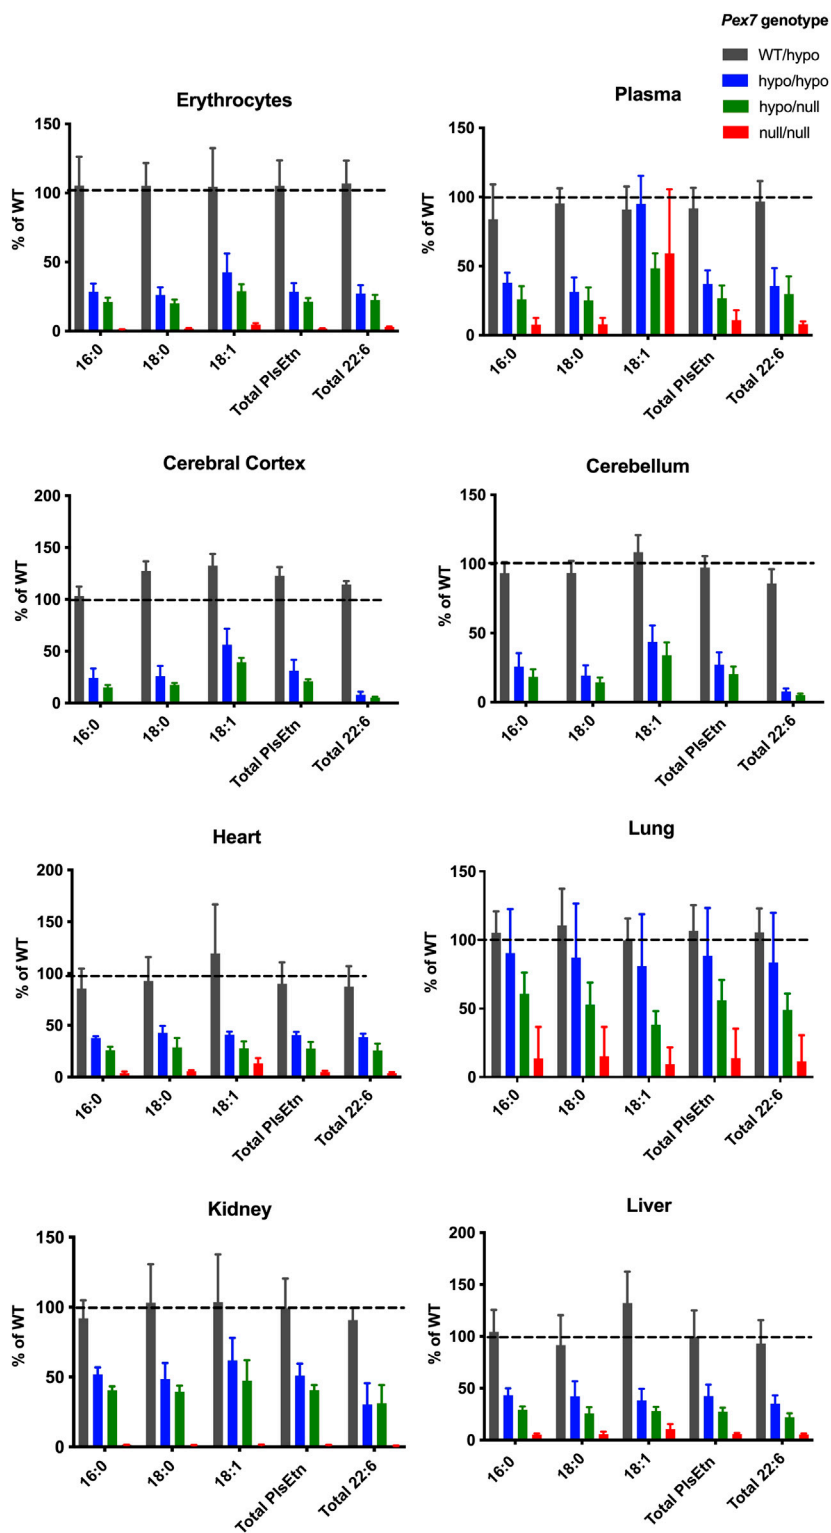 Pex7 genotype
WT/hypo
hypo/hypo
hypo/null
null/null
Erythrocytes
% of WT
150
100
50
0
16:0
18:0
18:1
Total PlsEtn
Total 22:6
Plasma
% of WT
150
100
50
0
16:0
18:0
18:1
Total PlsEtn
Total 22:6
Cerebral Cortex
% of WT
200
150
100
50
0
16:0
18:0
18:1
Total PlsEtn
Total 22:6
Cerebellum
% of WT
150
100
50
0
16:0
18:0
18:1
Total PlsEtn
Total 22:6
Heart
% of WT
200
150
100
50
0
16:0
18:0
18:1
Total PlsEtn
Total 22:6
Lung
% of WT
150
100
50
0
16:0
18:0
18:1
Total PlsEtn
Total 22:6
Kidney
% of WT
150
100
50
0
16:0
18:0
18:1
Total PlsEtn
Total 22:6
Liver
% of WT
200
150
100
50
0
16:0
18:0
18:1
Total PlsEtn
Total 22:6